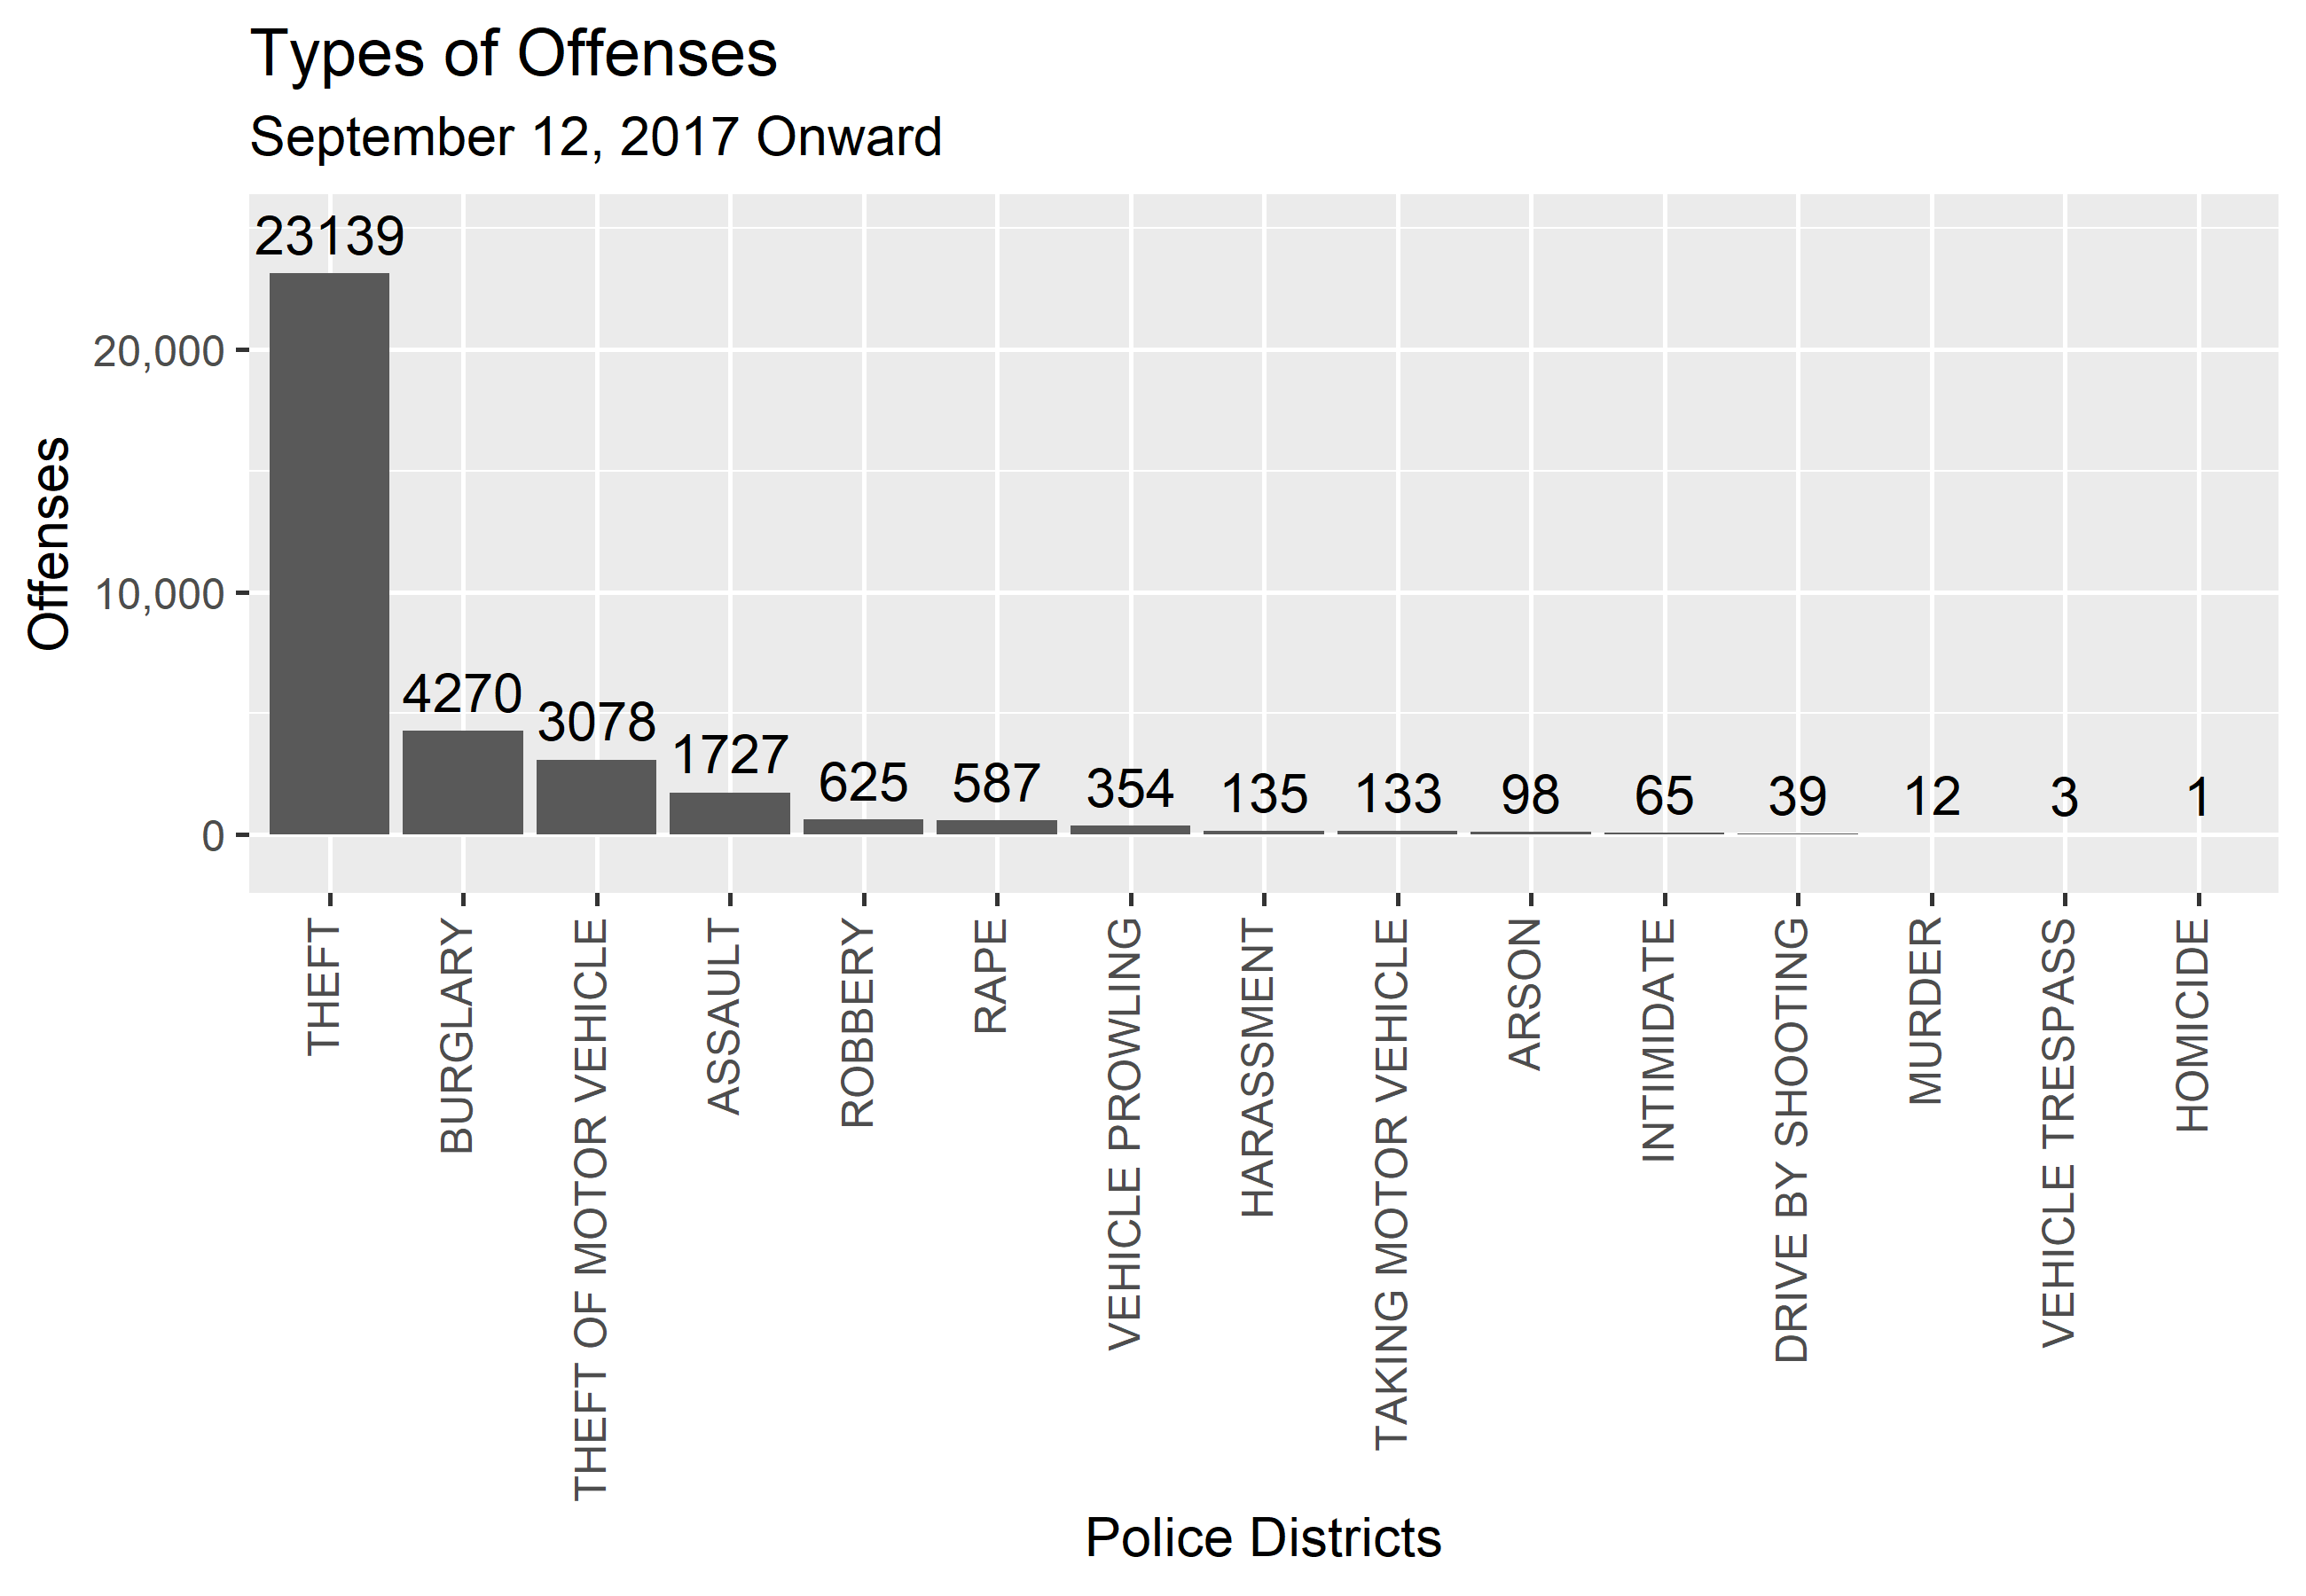 Types of Offenses
September 12, 2017 Onward
Offenses
20,000
10,000
0
23139
4270
3078
1727
625
587
354
135
133
98
65
39
12
3
1
THEFT
BURGLARY
THEFT OF MOTOR VEHICLE
ASSAULT
ROBBERY
RAPE
VEHICLE PROWLING
HARASSMENT
TAKING MOTOR VEHICLE
ARSON
INTIMIDATE
DRIVE BY SHOOTING
MURDER
VEHICLE TRESPASS
HOMICIDE
Police Districts